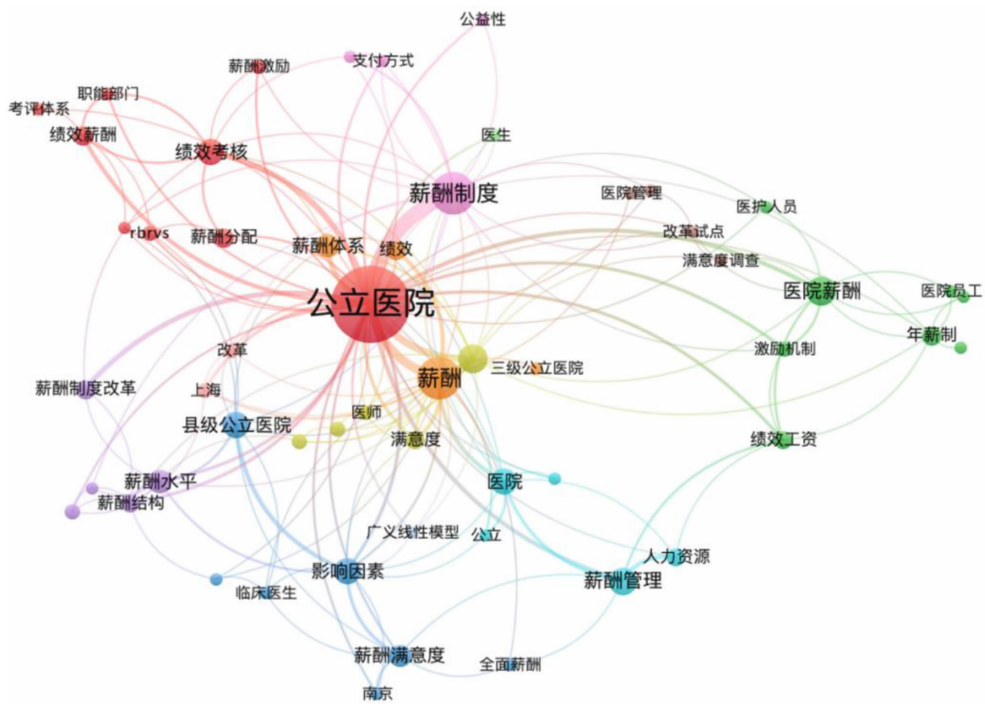 公益性
支付方式
薪酬激励
职能部门
考评体系
绩效薪酬
医生
绩效考核
薪酬制度
医院管理
医护人员
rbrvs
薪酬分配
薪酬体系
绩效
改革试点
满意度调查
公立医院
医院薪酬
医院员工
年薪制
改革
激励机制
三级公立医院
薪酬制度改革
上海
薪酬
医师
县级公立医院
满意度
绩效工资
薪酬水平
医院
薪酬结构
广义线性模型
公立
人力资源
影响因素
薪酬管理
临床医生
薪酬满意度
全面薪酬
南京